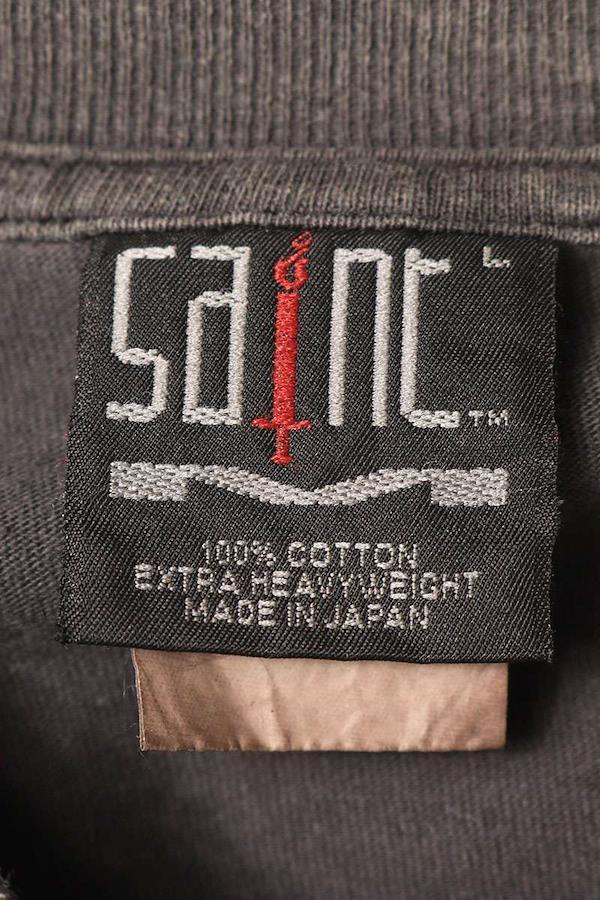 saint L
TM
100% COTTON
EXTRA HEAVYWEIGHT
MADE IN JAPAN